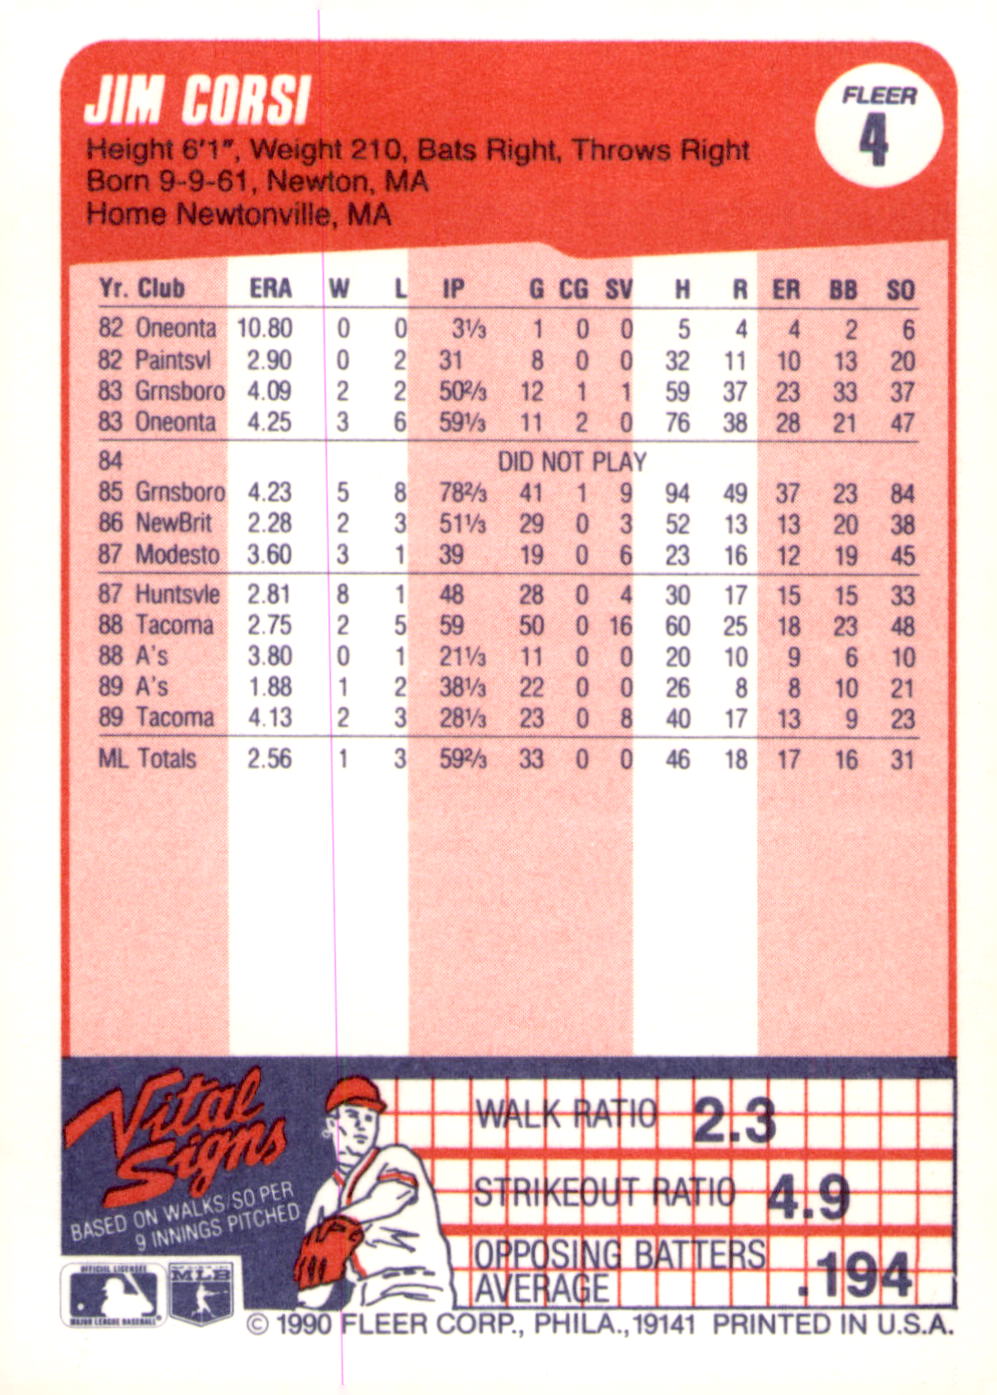 JIM CORSI
FLEER
4
Height 6'1", Weight 210, Bats Right, Throws Right
Born 9-9-61, Newton, MA
Home Newtonville, MA
Yr. Club ERA W L IP G CG SV H R ER BB SO
82 Oneonta 10.80 0 0 3⅓ 1 0 0 5 4 4 2 6
82 Paintsvl 2.90 0 2 31 8 0 0 32 11 10 13 20
83 Grnsboro 4.09 2 2 50⅔ 12 1 1 59 37 23 33 37
83 Oneonta 4.25 3 6 59⅓ 11 2 0 76 38 28 21 47
84 DID NOT PLAY
85 Grnsboro 4.23 5 8 78⅔ 41 1 9 94 49 37 23 84
86 NewBrit 2.28 2 3 51⅓ 29 0 3 52 13 13 20 38
87 Modesto 3.60 3 1 39 19 0 6 23 16 12 19 45
87 Huntsvle 2.81 8 1 48 28 0 4 30 17 15 15 33
88 Tacoma 2.75 2 5 59 50 0 16 60 25 18 23 48
88 A's 3.80 0 1 21⅓ 11 0 0 20 10 9 6 10
89 A's 1.88 1 2 38⅓ 22 0 0 26 8 8 10 21
89 Tacoma 4.13 2 3 28⅓ 23 0 8 40 17 13 9 23
ML Totals 2.56 1 3 59⅔ 33 0 0 46 18 17 16 31
Vital
Signs
BASED ON WALKS/SO PER
9 INNINGS PITCHED
WALK RATIO 2.3
STRIKEOUT RATIO 4.9
OPPOSING BATTERS
AVERAGE .194
OFFICIAL LICENSEE
MAJOR LEAGUE BASEBALL
MLB
© 1990 FLEER CORP., PHILA., 19141 PRINTED IN U.S.A.